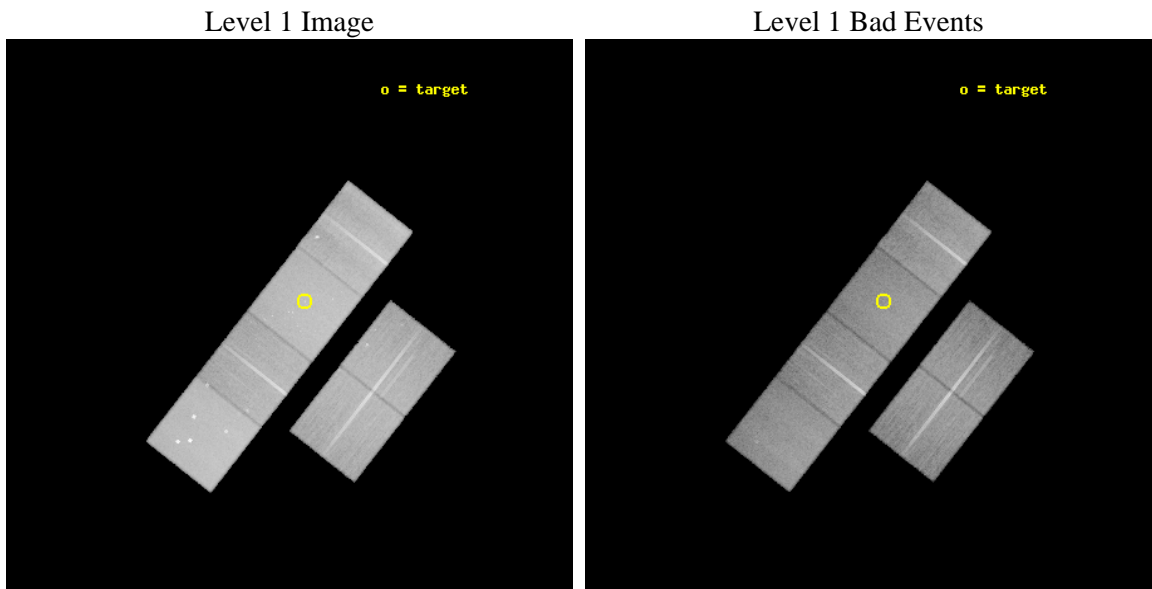 Level 1 Image
Level 1 Bad Events
o = target
o = target